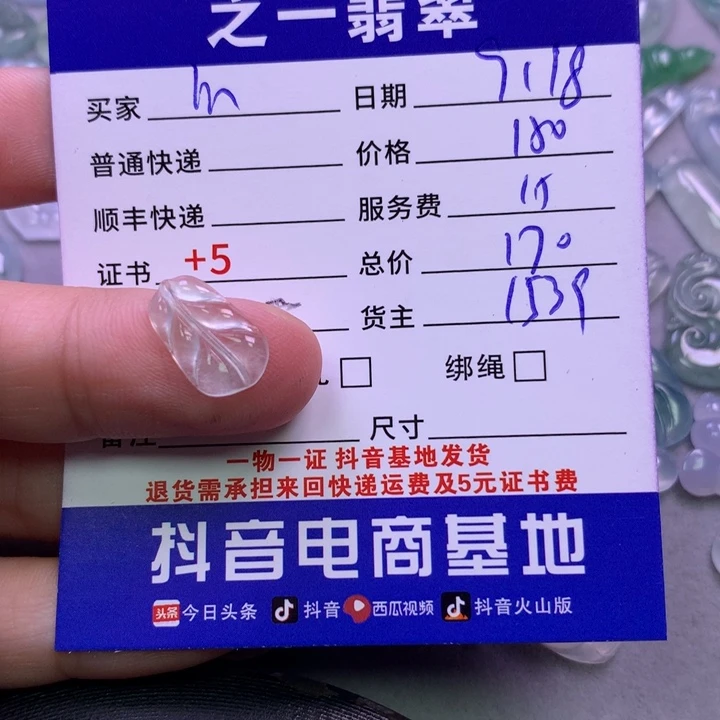 之一翡翠
买家 日期 7.18
普通快递 价格 180
顺丰快递 服务费 15
证书 +5 总价 170
货主 1539
绑绳
备注 尺寸
一物一证 抖音基地发货
退货需承担来回快递运费及5元证书费
抖音电商基地
头条 今日头条 抖音 西瓜视频 抖音火山版